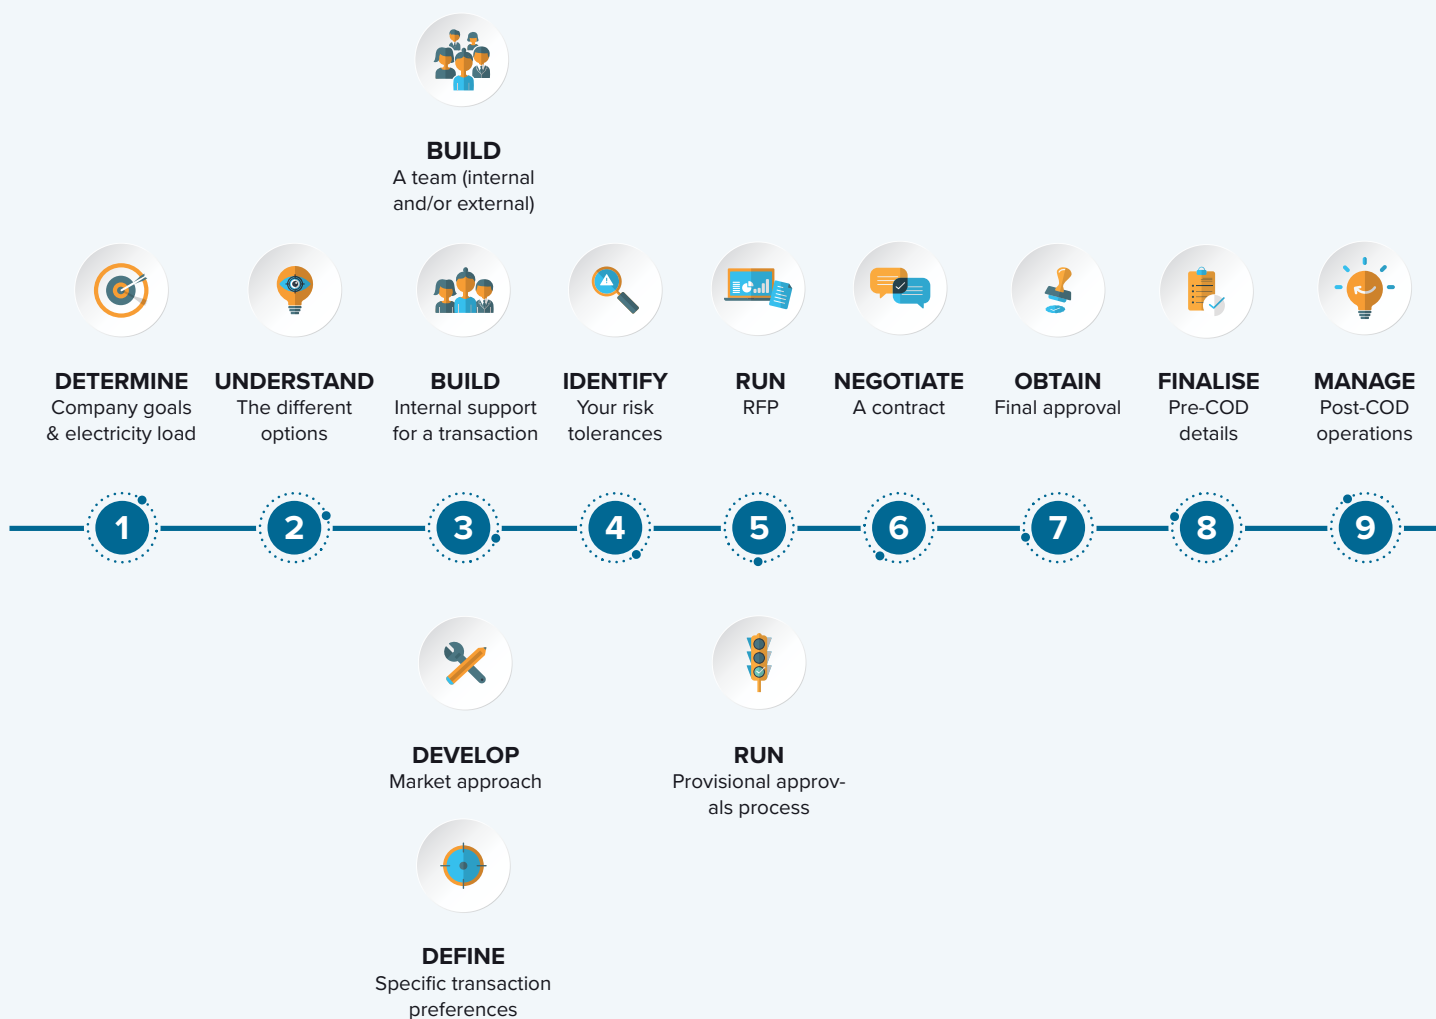 BUILD
A team (internal
and/or external)
DETERMINE
Company goals
& electricity load
UNDERSTAND
The different
options
BUILD
Internal support
for a transaction
IDENTIFY
Your risk
tolerances
RUN
RFP
NEGOTIATE
A contract
OBTAIN
Final approval
FINALISE
Pre-COD
details
MANAGE
Post-COD
operations
1
2
3
4
5
6
7
8
9
DEVELOP
Market approach
RUN
Provisional approv-
als process
DEFINE
Specific transaction
preferences